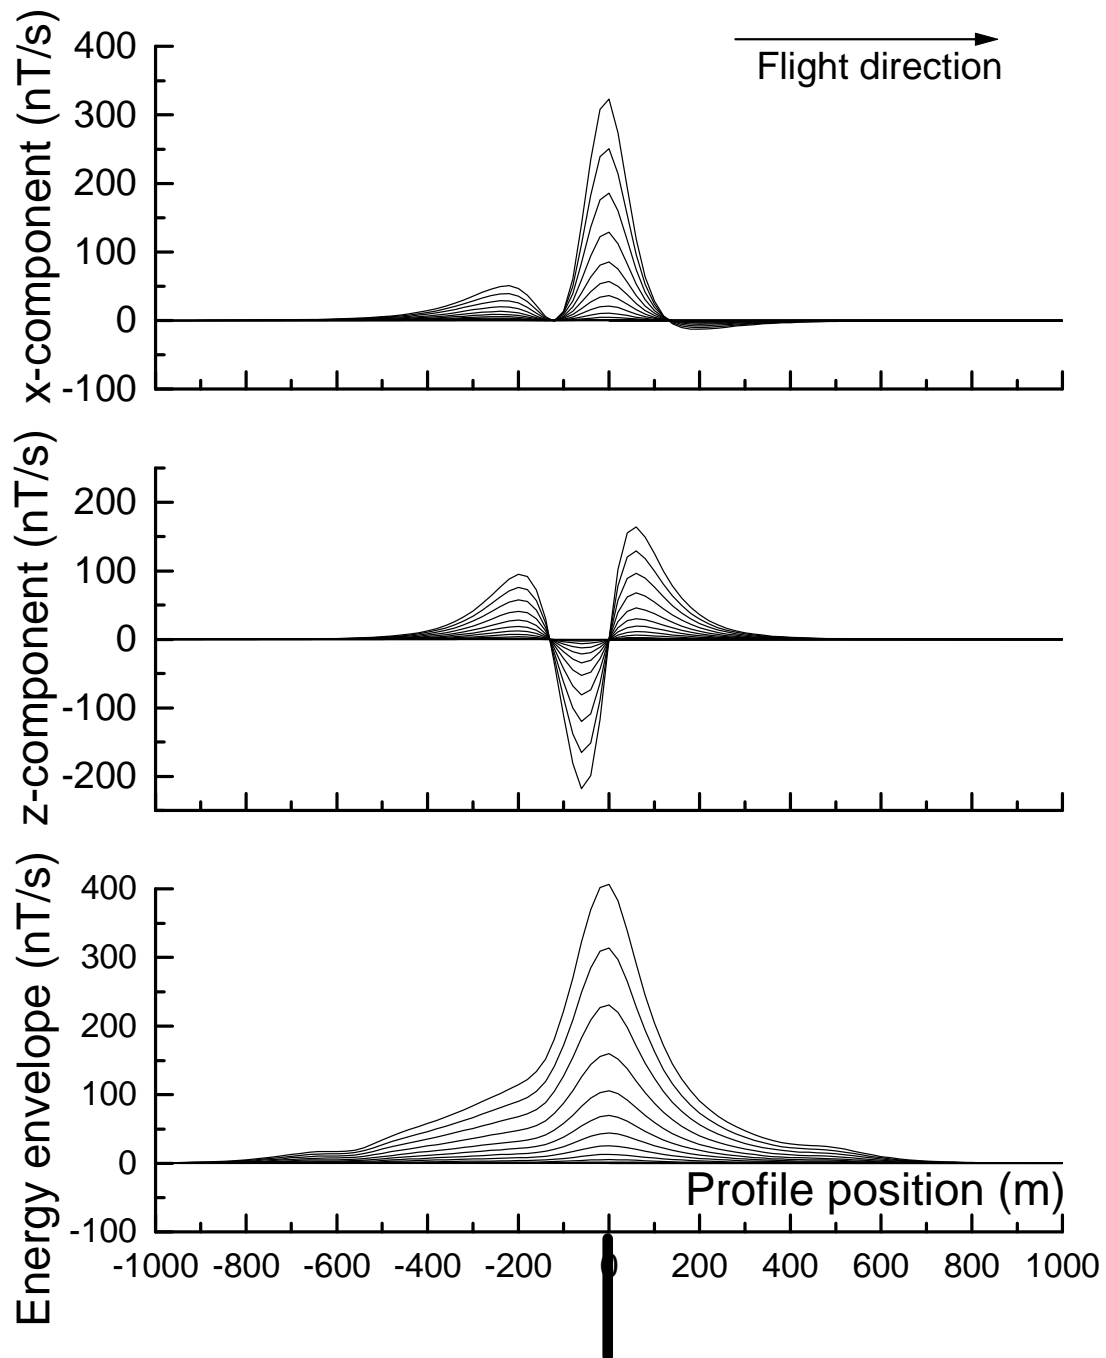 x-component (nT/s)
400
300
200
100
0
-100
Flight direction
z-component (nT/s)
200
100
0
-100
-200
Energy envelope (nT/s)
400
300
200
100
0
-100
Profile position (m)
-1000 -800 -600 -400 -200 0 200 400 600 800 1000